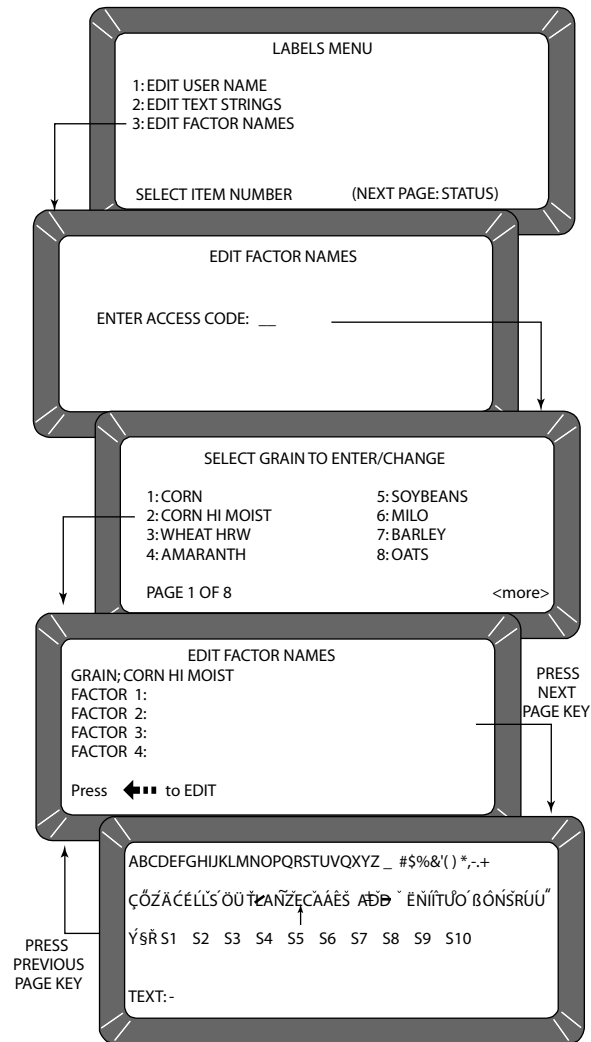 LABELS MENU
1: EDIT USER NAME
2: EDIT TEXT STRINGS
3: EDIT FACTOR NAMES
SELECT ITEM NUMBER (NEXT PAGE: STATUS)
EDIT FACTOR NAMES
ENTER ACCESS CODE: __
SELECT GRAIN TO ENTER/CHANGE
1: CORN 5: SOYBEANS
2: CORN HI MOIST 6: MILO
3: WHEAT HRW 7: BARLEY
4: AMARANTH 8: OATS
PAGE 1 OF 8 <more>
EDIT FACTOR NAMES
GRAIN; CORN HI MOIST
FACTOR 1:
FACTOR 2:
FACTOR 3:
FACTOR 4:
Press to EDIT
PRESS
NEXT
PAGE KEY
ABCDEFGHIJKLMNOPQRSTUVQXYZ _ #$%&'( ) *,-.+
ÇŐZÄĆÉĹĽS´ÖÜ ËŇÍÎTUO´ßÔNŚŘÚU˝
Ý§Ř S1 S2 S3 S4 S5 S6 S7 S8 S9 S10
TEXT: -
PRESS
PREVIOUS
PAGE KEY